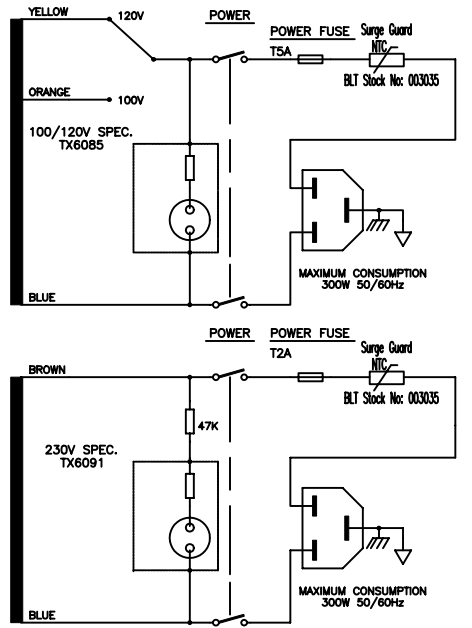 YELLOW
120V
POWER
POWER FUSE
T5A
Surge Guard
NTC
BLT Stock No: 003035
ORANGE
100V
100/120V SPEC.
TX6085
BLUE
MAXIMUM CONSUMPTION
300W 50/60Hz
POWER
POWER FUSE
T2A
Surge Guard
NTC
BLT Stock No: 003035
BROWN
47K
230V SPEC.
TX6091
BLUE
MAXIMUM CONSUMPTION
300W 50/60Hz